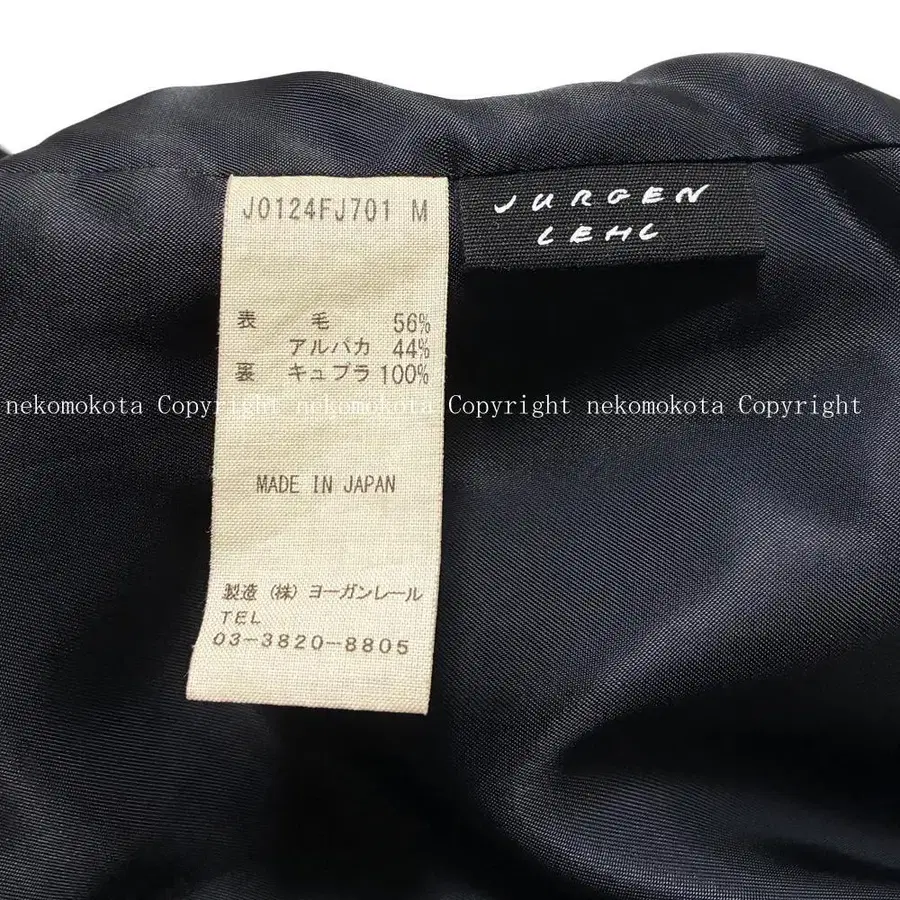 J0124FJ701 M
JURGEN
LEHL
表 毛 56%
アルパカ 44%
裏 キュプラ 100%
nekomokota Copyright nekomokota Copyright nekomokota Copyright
MADE IN JAPAN
製造 (株) ヨーガンレール
TEL
03-3820-8805